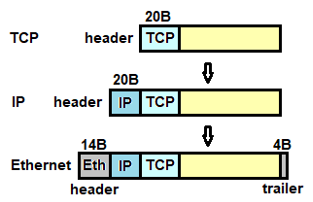 20B
TCP header TCP
20B
IP header IP TCP
14B 4B
Ethernet Eth IP TCP
header trailer